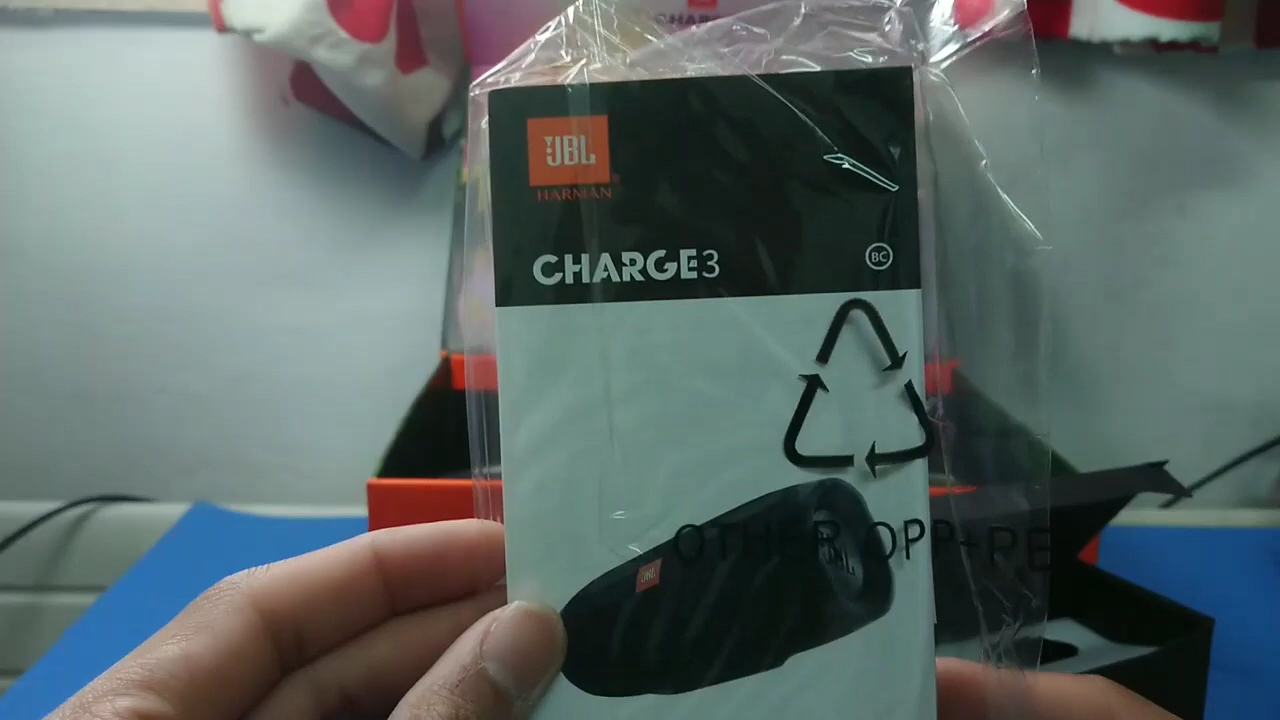 JBL
HARMAN
CHARGE3
BC
JBL
OTHER OPP+PE